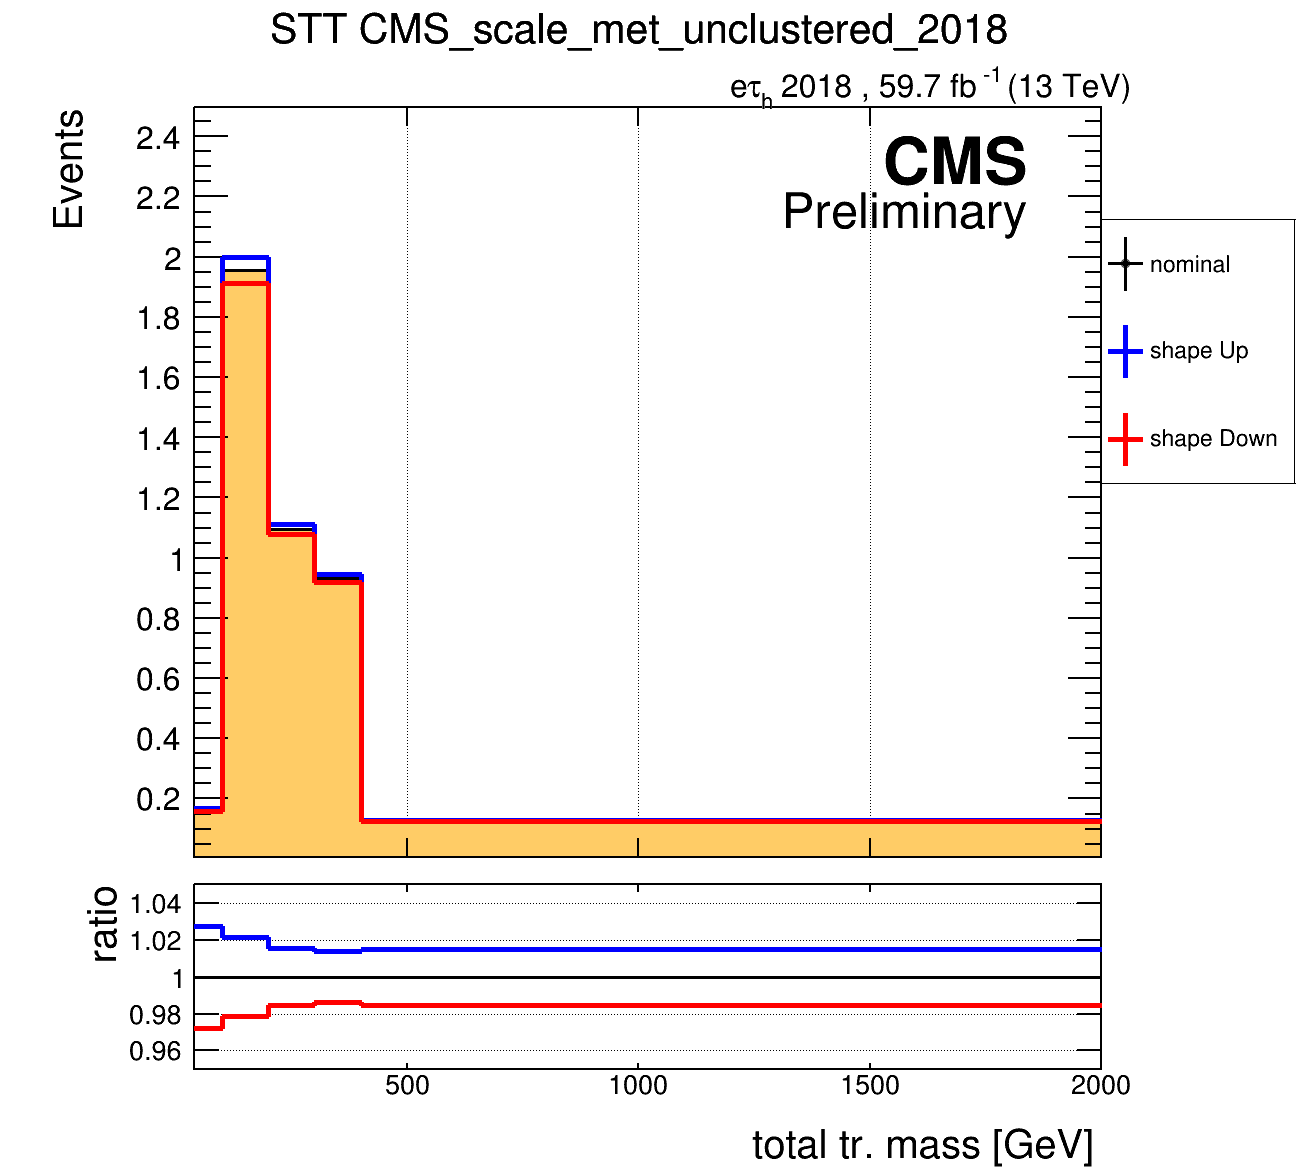 STT CMS_scale_met_unclustered_2018
eτh 2018 , 59.7 fb -1 (13 TeV)
Events
CMS
Preliminary
2.4
2.2
2
1.8
1.6
1.4
1.2
1
0.8
0.6
0.4
0.2
nominal
shape Up
shape Down
ratio
1.04
1.02
1
0.98
0.96
500 1000 1500 2000
total tr. mass [GeV]